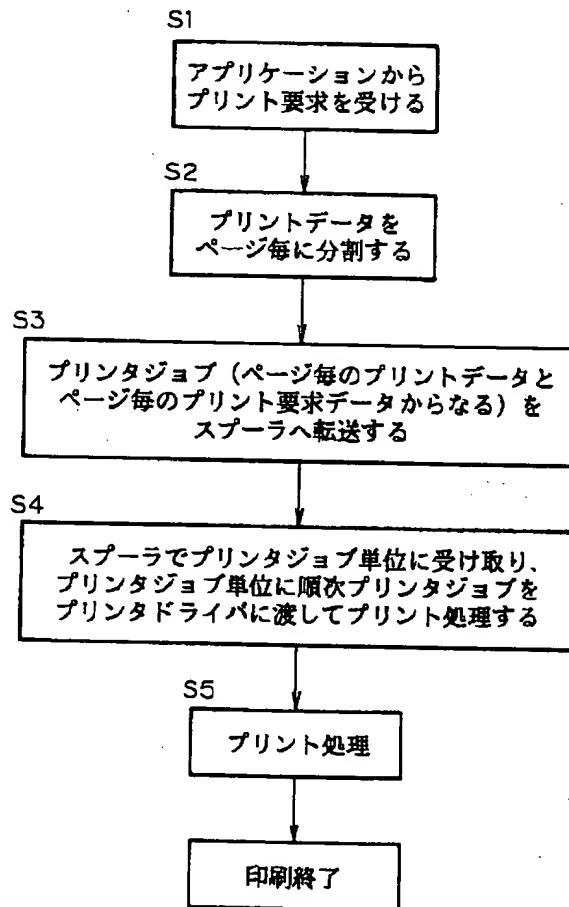 S1
アプリケーションから
プリント要求を受ける
S2
プリントデータを
ページ毎に分割する
S3
プリンタジョブ（ページ毎のプリントデータと
ページ毎のプリント要求データからなる）を
スプーラへ転送する
S4
スプーラでプリンタジョブ単位に受け取り、
プリンタジョブ単位に順次プリンタジョブを
プリンタドライバに渡してプリント処理する
S5
プリント処理
印刷終了